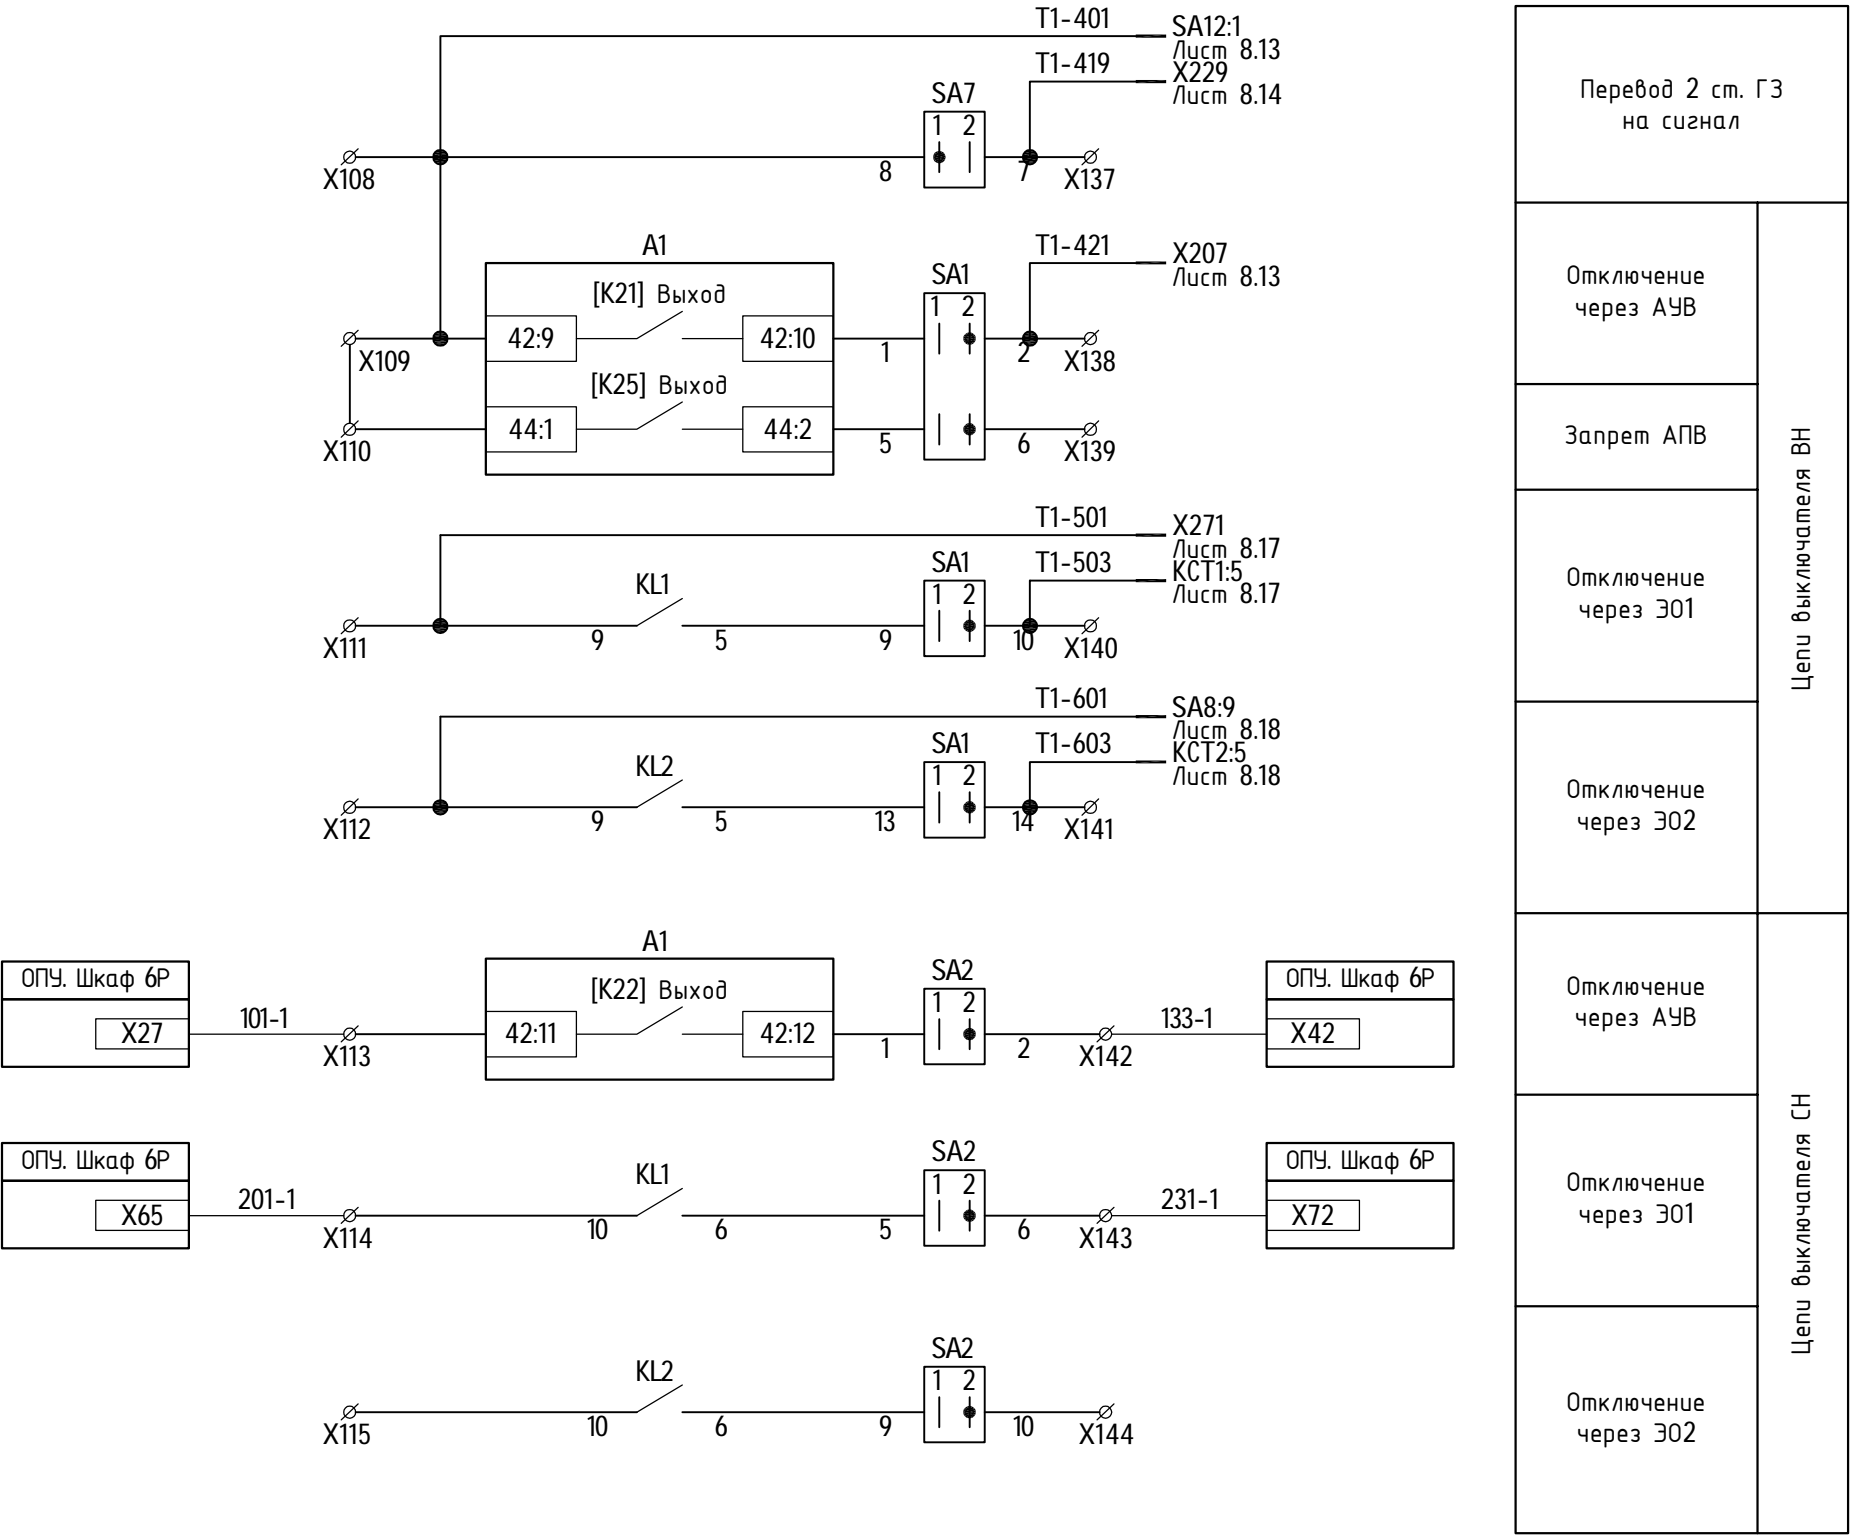 T1-401
SA12:1
Лист 8.13
T1-419
X229
Лист 8.14
SA7
1 2
X108
8
7
X137
Перевод 2 ст. ГЗ
на сигнал
A1
T1-421
X207
Лист 8.13
[K21] Выход
SA1
1 2
42:9
42:10
X109
1
2
X138
Отключение
через АУВ
[K25] Выход
44:1
44:2
X110
5
6
X139
Запрет АПВ
Цепи выключателя ВН
T1-501
X271
Лист 8.17
T1-503
KCT1:5
Лист 8.17
KL1
SA1
1 2
X111
9
5
9
10
X140
Отключение
через ЭО1
T1-601
SA8:9
Лист 8.18
T1-603
KCT2:5
Лист 8.18
KL2
SA1
1 2
X112
9
5
13
14
X141
Отключение
через ЭО2
A1
ОПУ. Шкаф 6Р
X27
101-1
X113
[K22] Выход
42:11
42:12
SA2
1 2
1
2
X142
133-1
ОПУ. Шкаф 6Р
X42
Отключение
через АУВ
Цепи выключателя СН
ОПУ. Шкаф 6Р
X65
201-1
X114
KL1
10
6
SA2
1 2
5
6
X143
231-1
ОПУ. Шкаф 6Р
X72
Отключение
через ЭО1
KL2
SA2
1 2
X115
10
6
9
10
X144
Отключение
через ЭО2